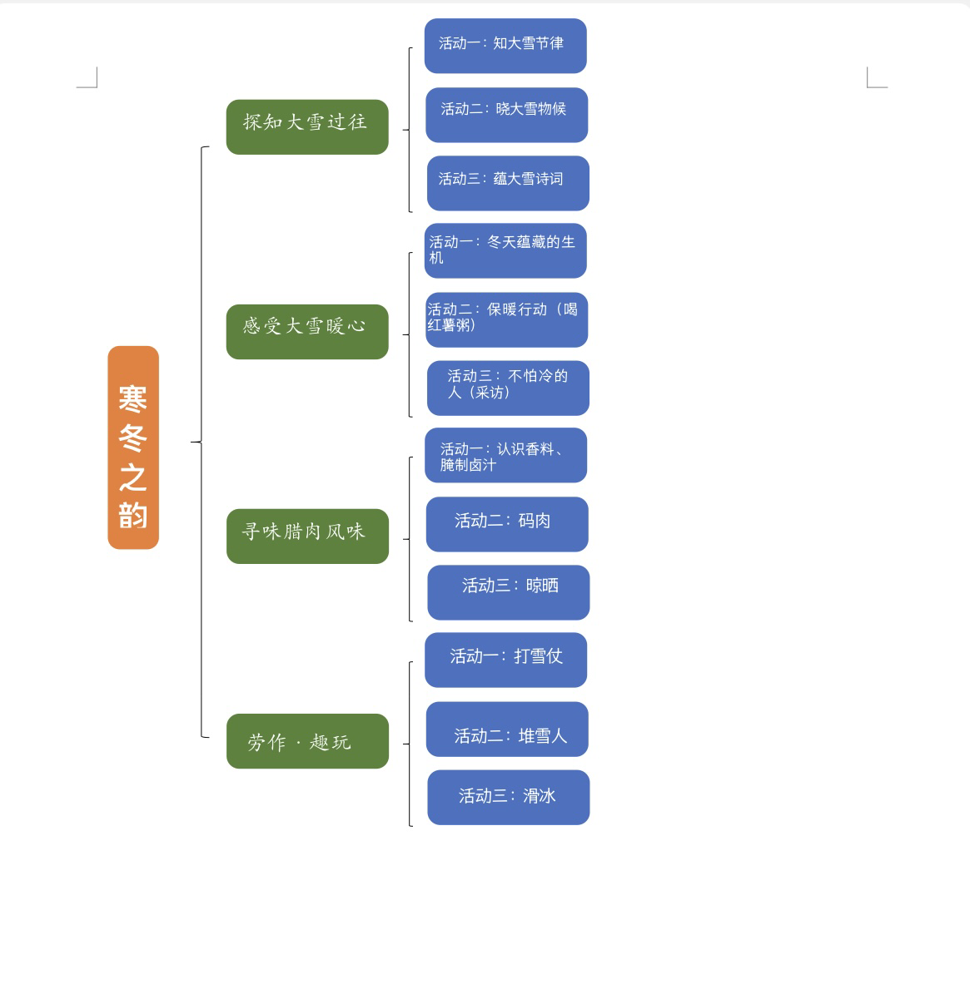 寒冬之韵
探知大雪过往
活动一：知大雪节律
活动二：晓大雪物候
活动三：蕴大雪诗词
感受大雪暖心
活动一：冬天蕴藏的生
机
活动二：保暖行动（喝
红薯粥）
活动三：不怕冷的
人（采访）
寻味腊肉风味
活动一：认识香料、
腌制卤汁
活动二：码肉
活动三：晾晒
劳作·趣玩
活动一：打雪仗
活动二：堆雪人
活动三：滑冰